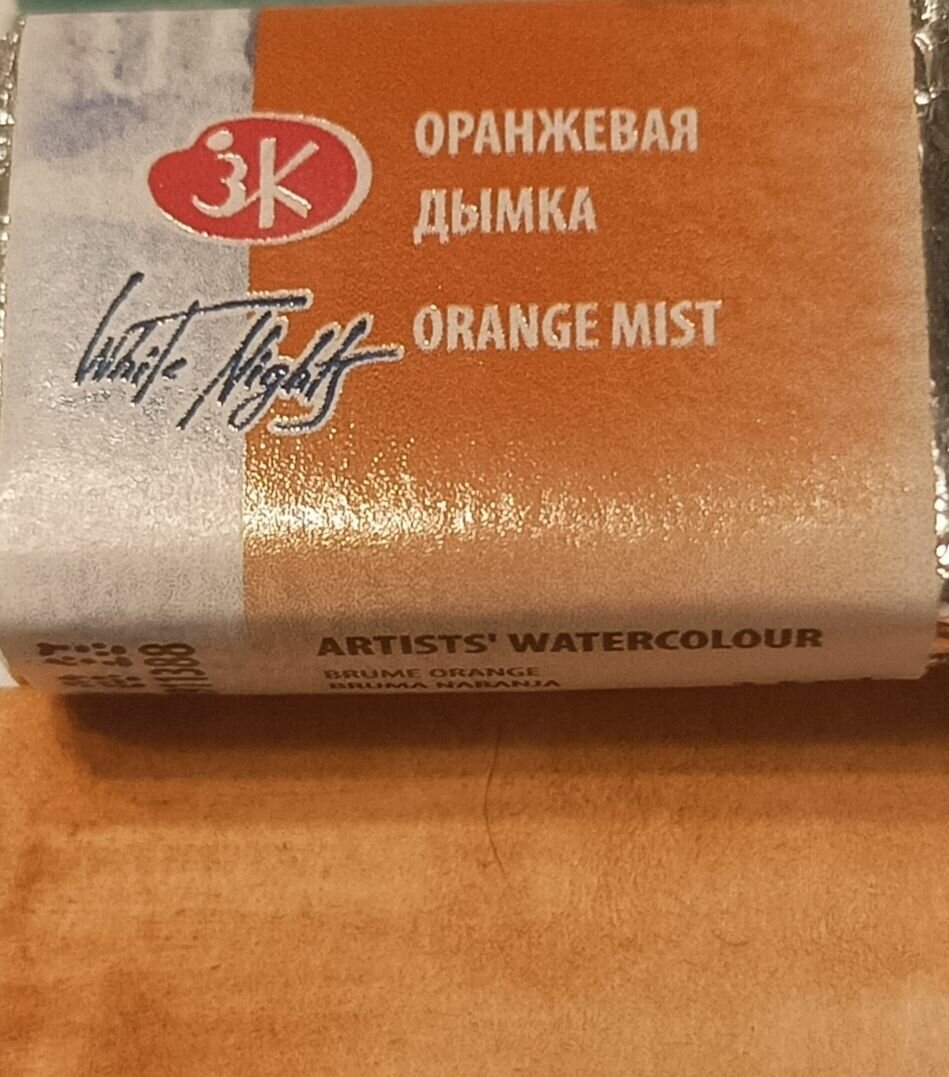 ЗК
ОРАНЖЕВАЯ
ДЫМКА
White Nights
ORANGE MIST
ARTISTS' WATERCOLOUR
BRUME ORANGE
BRUMA NARANJA